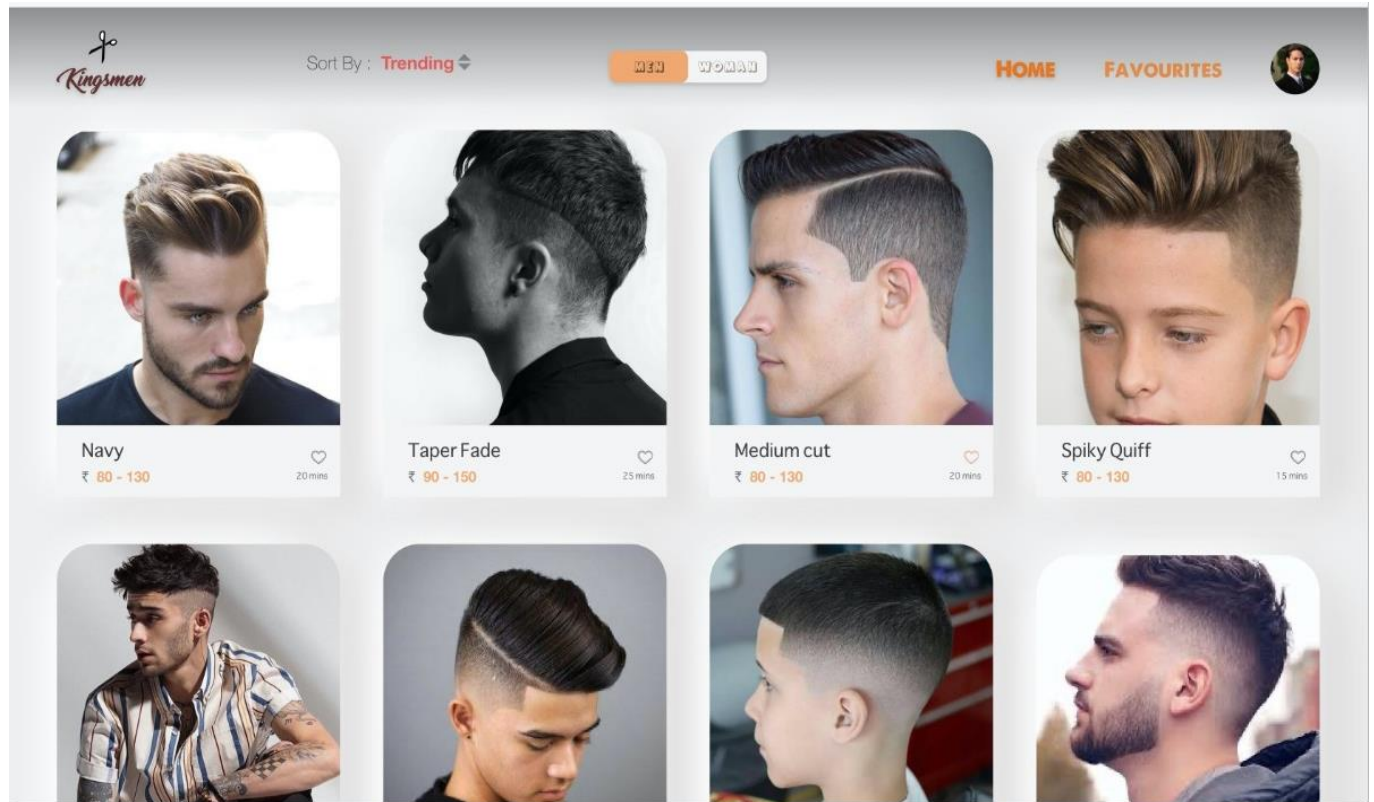 Kingsmen
Sort By : Trending
MEN WOMAN
HOME FAVOURITES
Navy
₹ 80 - 130
20 mins
Taper Fade
₹ 90 - 150
25 mins
Medium cut
₹ 80 - 130
20 mins
Spiky Quiff
₹ 80 - 130
15 mins